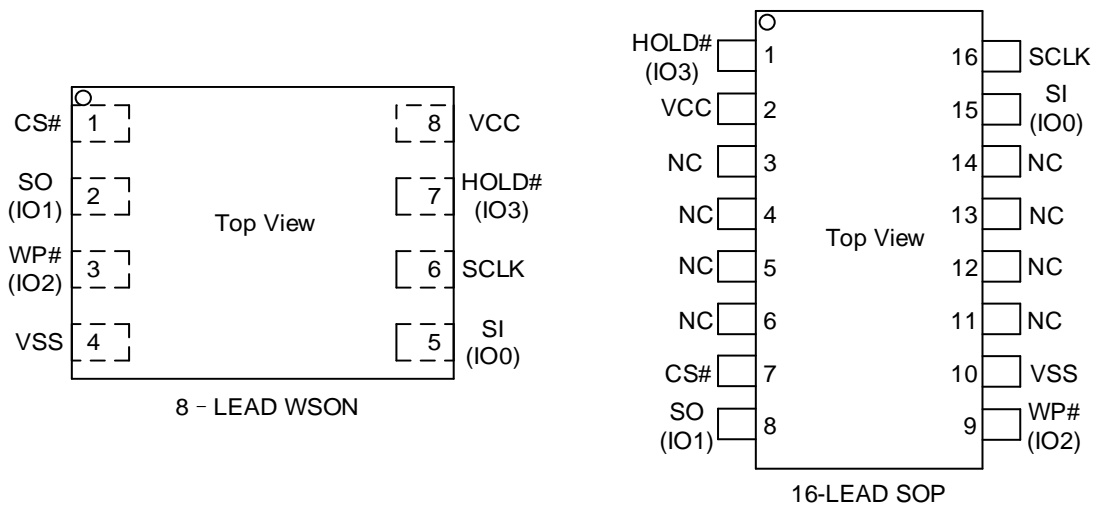 CS# 1 8 VCC
SO
(IO1) 2 7 HOLD#
(IO3)
Top View
WP#
(IO2) 3 6 SCLK
VSS 4 5 SI
(IO0)
8 – LEAD WSON
HOLD#
(IO3) 1 16 SCLK
VCC 2 15 SI
(IO0)
NC 3 14 NC
NC 4 13 NC
Top View
NC 5 12 NC
NC 6 11 NC
CS# 7 10 VSS
SO
(IO1) 8 9 WP#
(IO2)
16-LEAD SOP